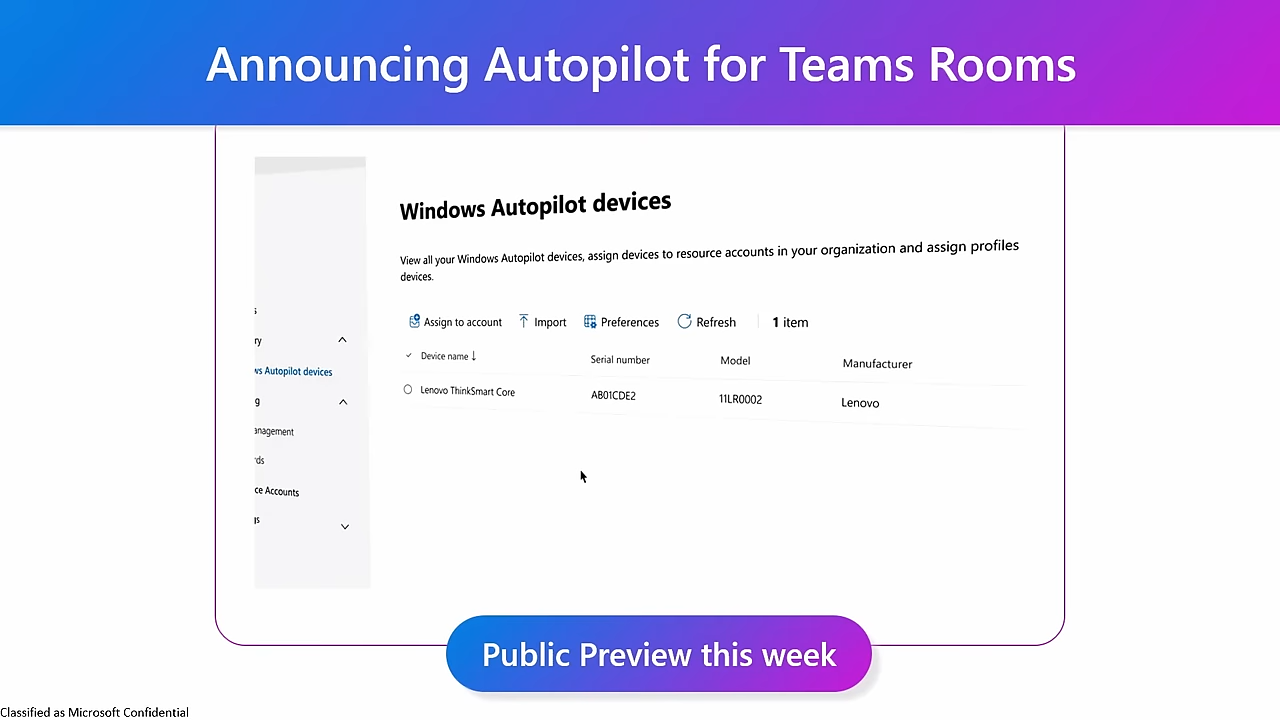 Announcing Autopilot for Teams Rooms
Windows Autopilot devices
View all your Windows Autopilot devices, assign devices to resource accounts in your organization and assign profiles
devices.
Assign to account Import Preferences Refresh 1 item
Device name ↓ Serial number Model Manufacturer
Lenovo ThinkSmart Core AB01CDE2 11LR0002 Lenovo
s
ry
ws Autopilot devices
g
anagement
rds
ce Accounts
gs
Public Preview this week
Classified as Microsoft Confidential